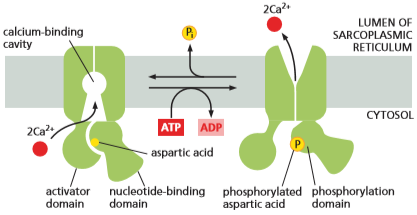 2Ca²⁺
LUMEN OF
SARCOPLASMIC
RETICULUM
calcium-binding
cavity
Pᵢ
CYTOSOL
2Ca²⁺
ATP
ADP
aspartic acid
P
activator
domain
nucleotide-binding
domain
phosphorylated
aspartic acid
phosphorylation
domain